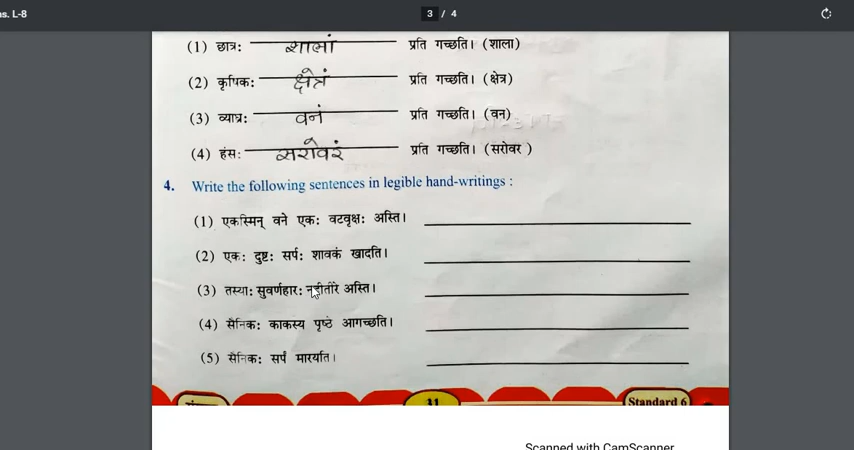 ns. L-8
3 / 4
(1) छात्रः शालां प्रति गच्छति। (शाला)
(2) कृषिकः क्षेत्रं प्रति गच्छति। (क्षेत्र)
(3) व्याघ्रः वनं प्रति गच्छति। (वन)
(4) हंसः सरोवरं प्रति गच्छति। (सरोवर )
4. Write the following sentences in legible hand-writings :
(1) एकस्मिन् वने एकः वटवृक्षः अस्ति।
(2) एकः दुष्टः सर्पः शावकं खादति।
(3) तस्याः सुवर्णहारः नदीतीरे अस्ति।
(4) सैनिकः काकस्य पृष्ठे आगच्छति।
(5) सैनिकः सर्पं मारयति।
31
Standard 6
Scanned with CamScanner